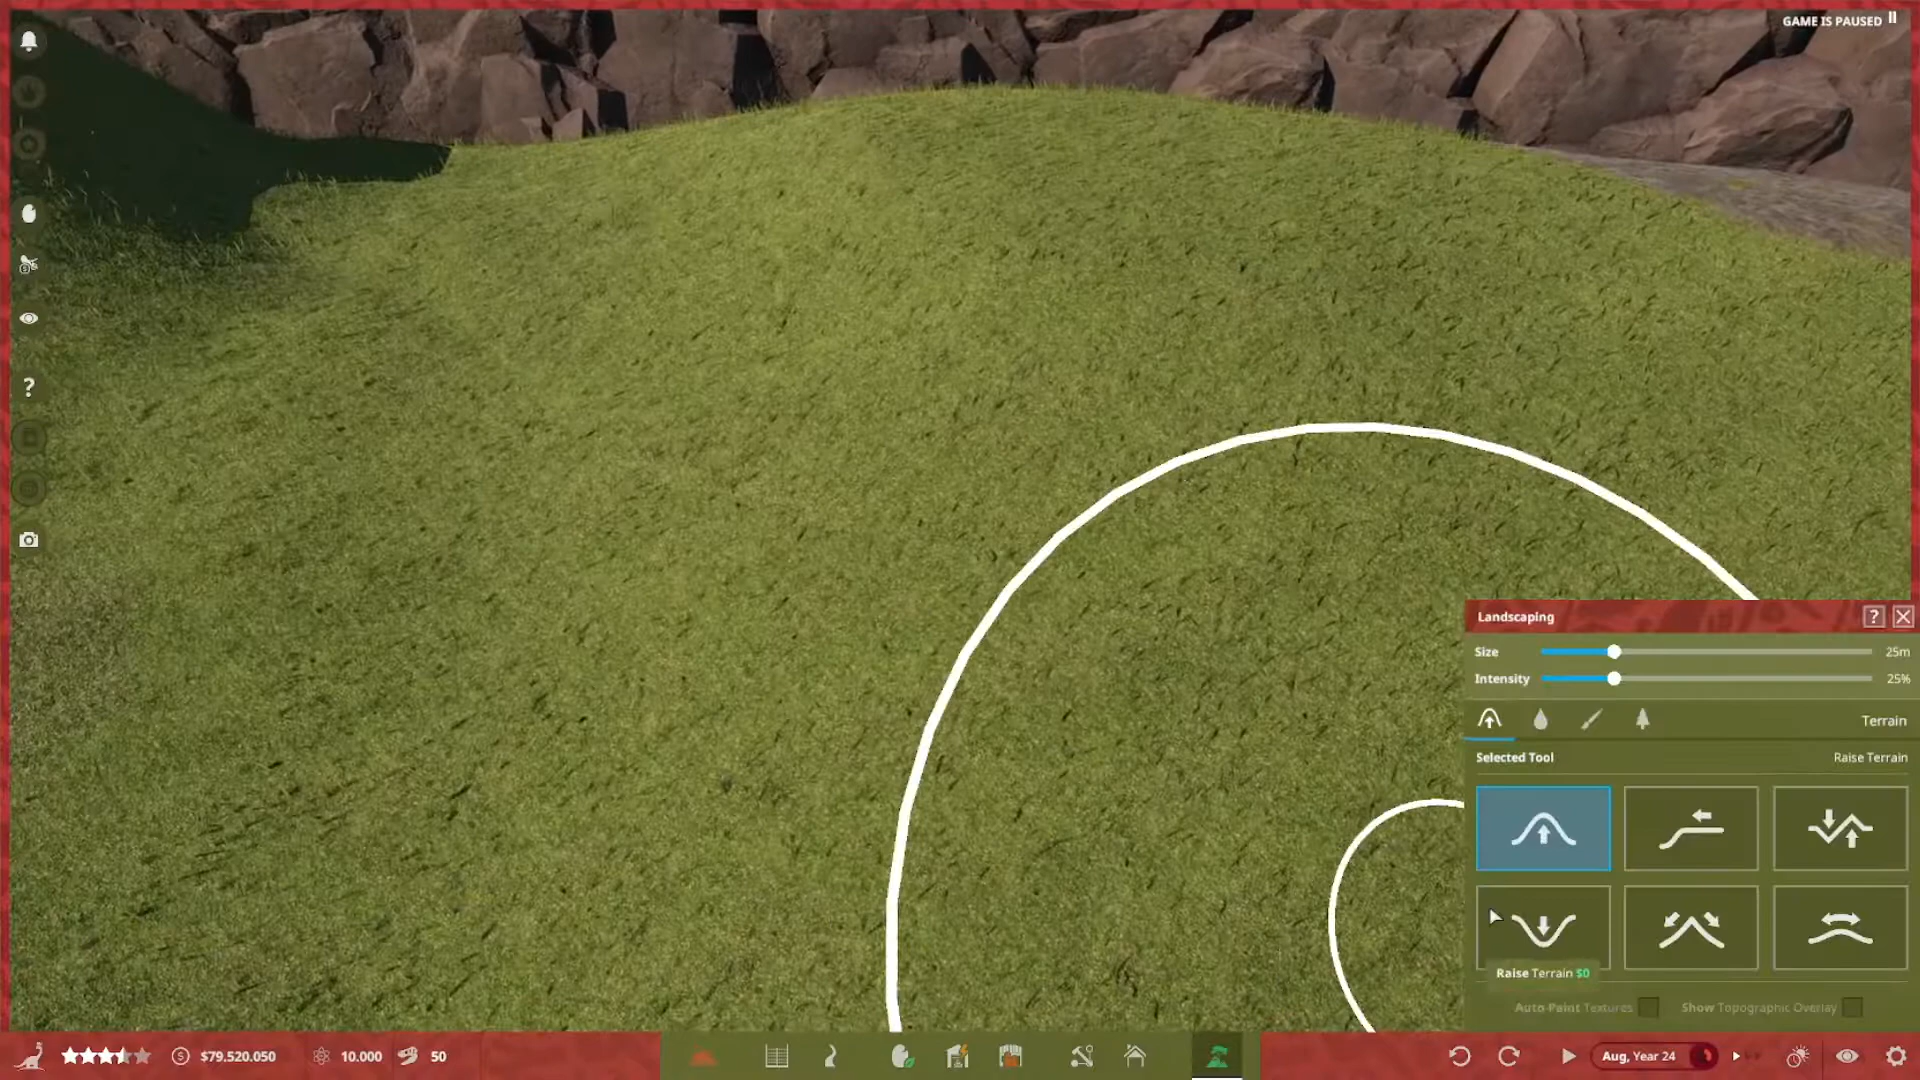 GAME IS PAUSED
?
Landscaping
?
Size 25m
Intensity 25%
Terrain
Selected Tool Raise Terrain
Raise Terrain $0
Auto-Paint Textures Show Topographic Overlay
$79.520.050 10.000 50
Aug, Year 24